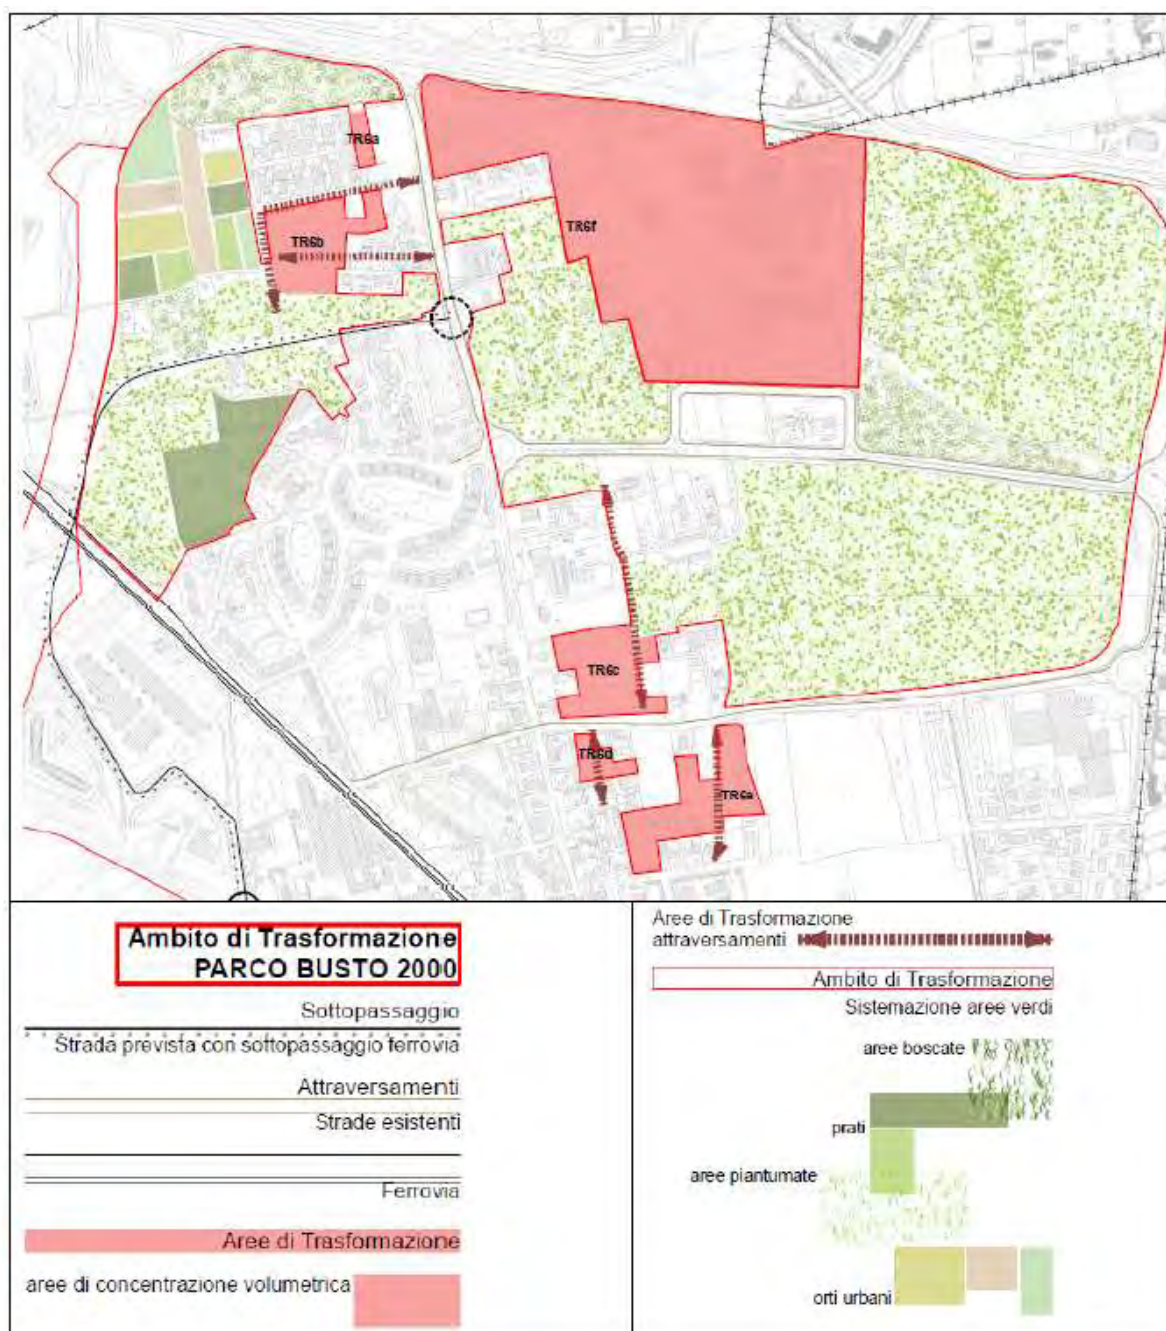 TR6a
TR6b
TR6f
TR6c
TR6d
TR6e
Ambito di Trasformazione
PARCO BUSTO 2000
Sottopassaggio
Strada prevista con sottopassaggio ferrovia
Attraversamenti
Strade esistenti
Ferrovia
Aree di Trasformazione
aree di concentrazione volumetrica
Aree di Trasformazione
attraversamenti
Ambito di Trasformazione
Sistemazione aree verdi
aree boscate
prati
aree piantumate
orti urbani